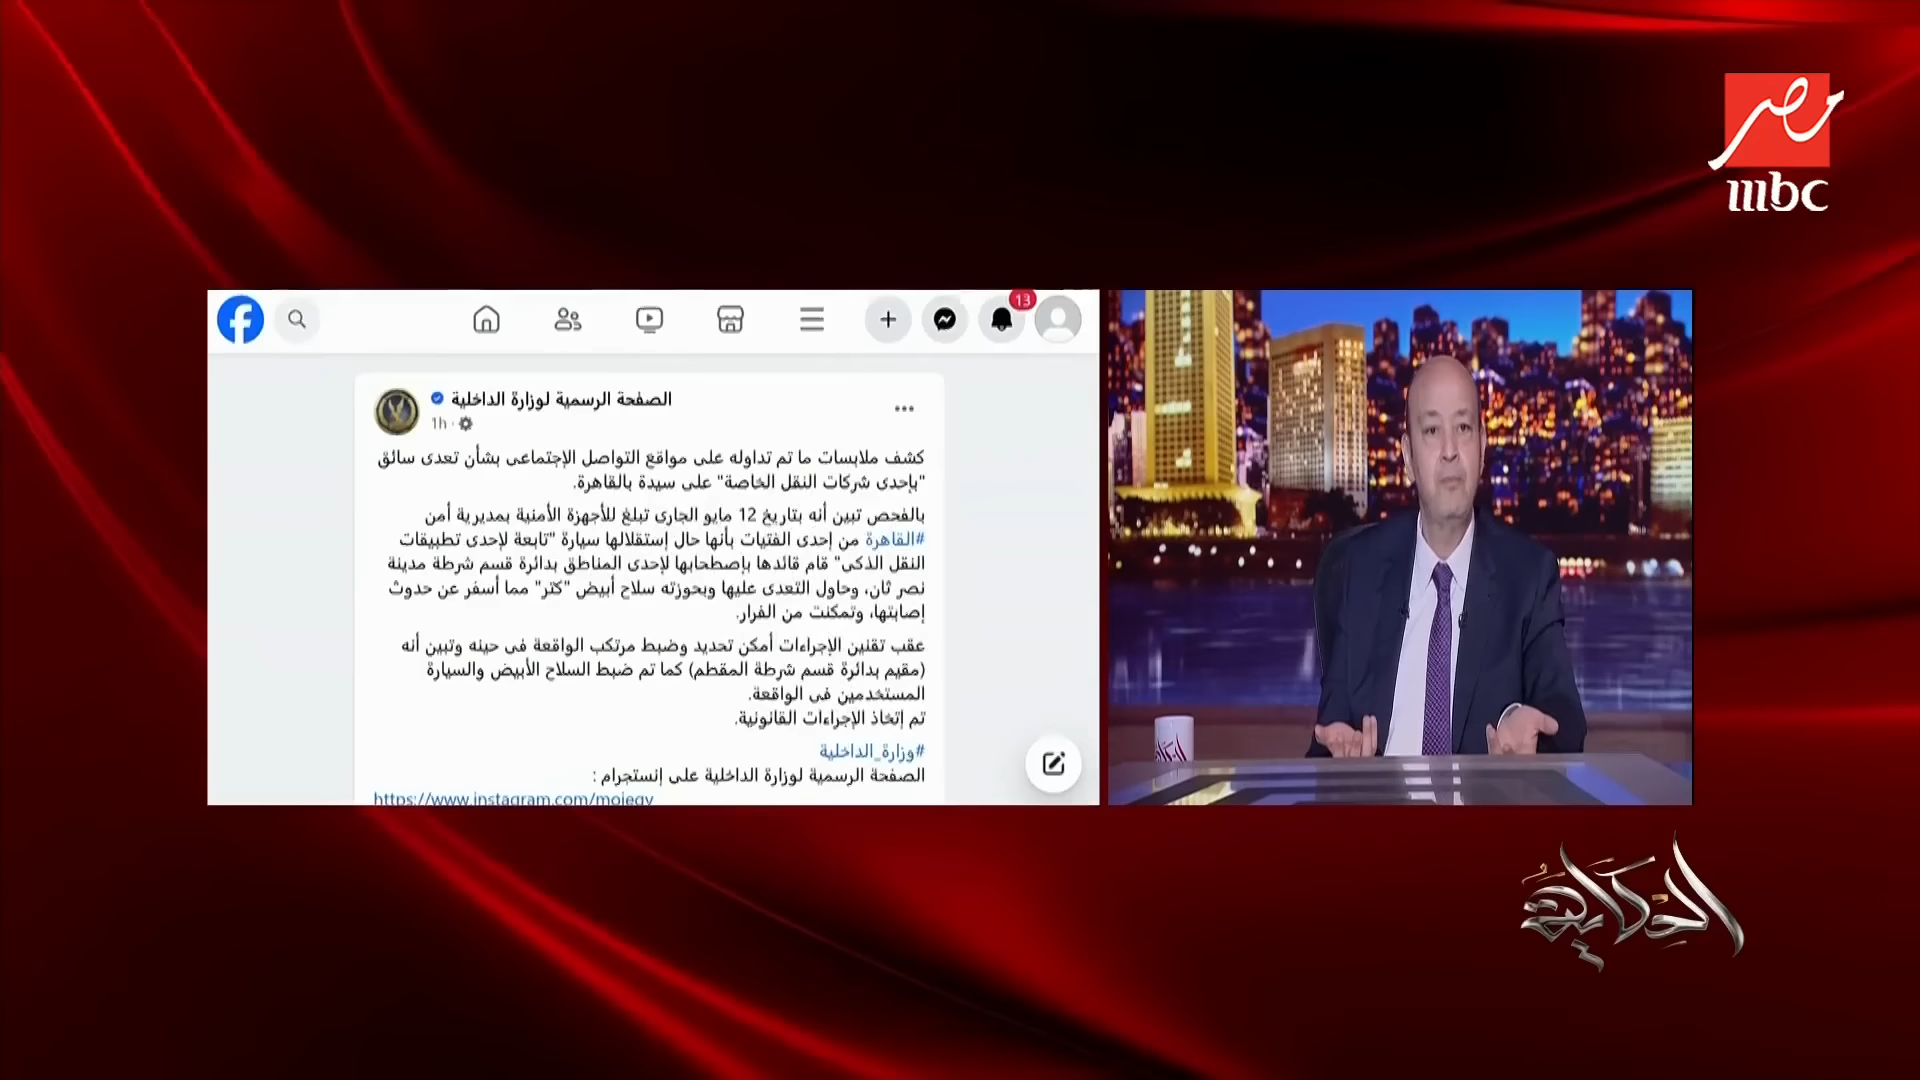 مصر
mbc
13
الصفحة الرسمية لوزارة الداخلية
1h
كشف ملابسات ما تم تداوله على مواقع التواصل الإجتماعى بشأن تعدى سائق
"بإحدى شركات النقل الخاصة" على سيدة بالقاهرة.
بالفحص تبين أنه بتاريخ 12 مايو الجارى تبلغ للأجهزة الأمنية بمديرية أمن
#القاهرة من إحدى الفتيات بأنها حال إستقلالها سيارة "تابعة لإحدى تطبيقات
النقل الذكى" قام قائدها بإصطحابها لإحدى المناطق بدائرة قسم شرطة مدينة
نصر ثان، وحاول التعدى عليها وبحوزته سلاح أبيض "كتر" مما أسفر عن حدوث
إصابتها، وتمكنت من الفرار.
عقب تقنين الإجراءات أمكن تحديد وضبط مرتكب الواقعة فى حينه وتبين أنه
(مقيم بدائرة قسم شرطة المقطم) كما تم ضبط السلاح الأبيض والسيارة
المستخدمين فى الواقعة.
تم إتخاذ الإجراءات القانونية.
#وزارة_الداخلية
الصفحة الرسمية لوزارة الداخلية على إنستجرام :
https://www.instagram.com/moiegy
الحكاية
الحكاية